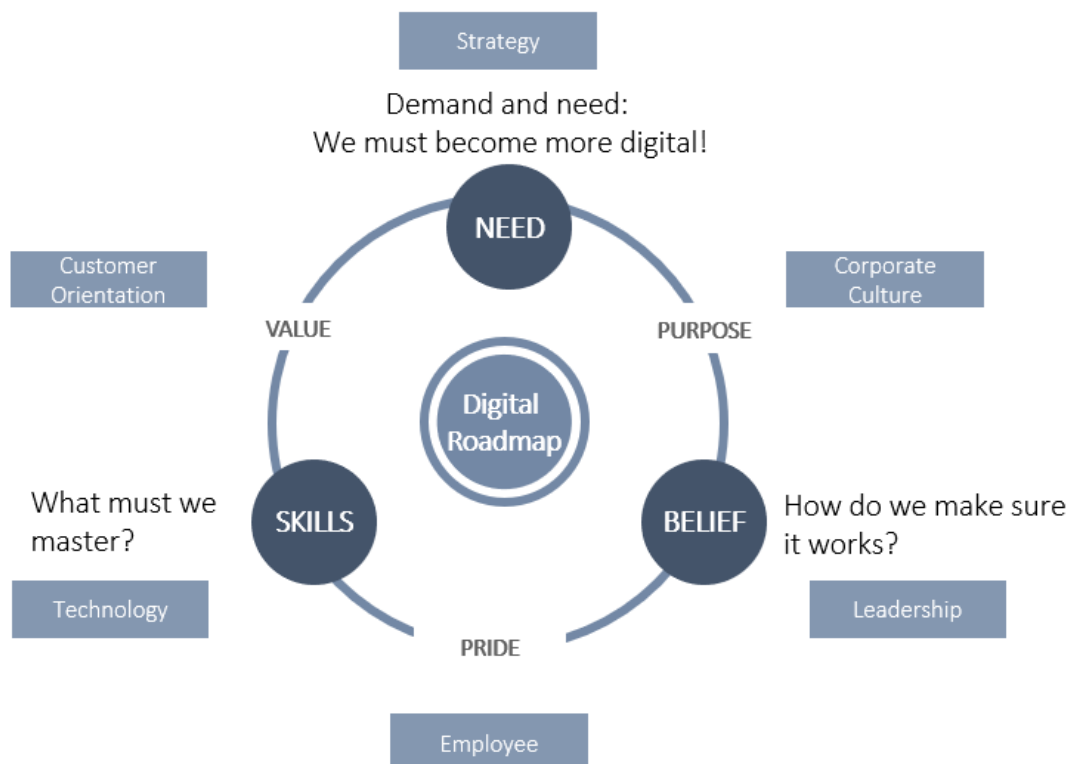 Strategy
Demand and need:
We must become more digital!
NEED
Customer
Orientation
Corporate
Culture
VALUE
PURPOSE
Digital
Roadmap
What must we
master?
SKILLS
BELIEF
How do we make sure
it works?
Technology
Leadership
PRIDE
Employee